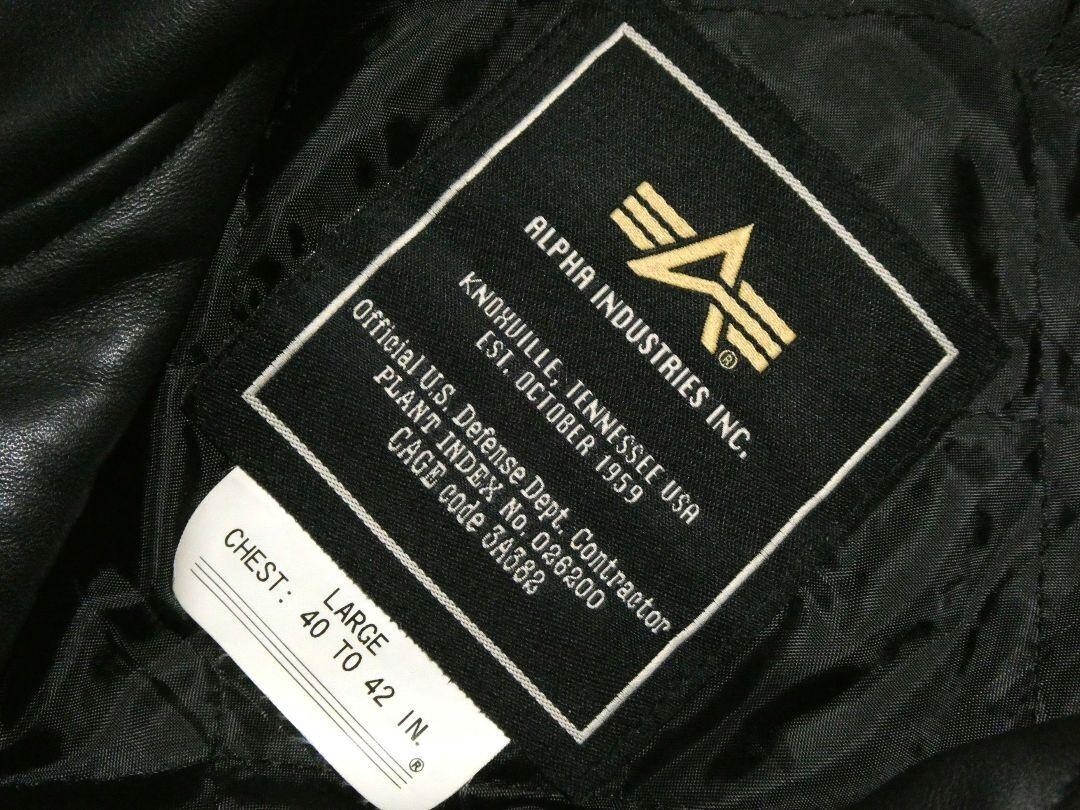 ®
ALPHA INDUSTRIES INC.
KNOXVILLE, TENNESSEE USA
EST. OCTOBER 1959
Official U.S. Defense Dept. Contractor
PLANT INDEX No. 026200
CAGE code 3A382
LARGE
CHEST: 40 TO 42 IN.
®